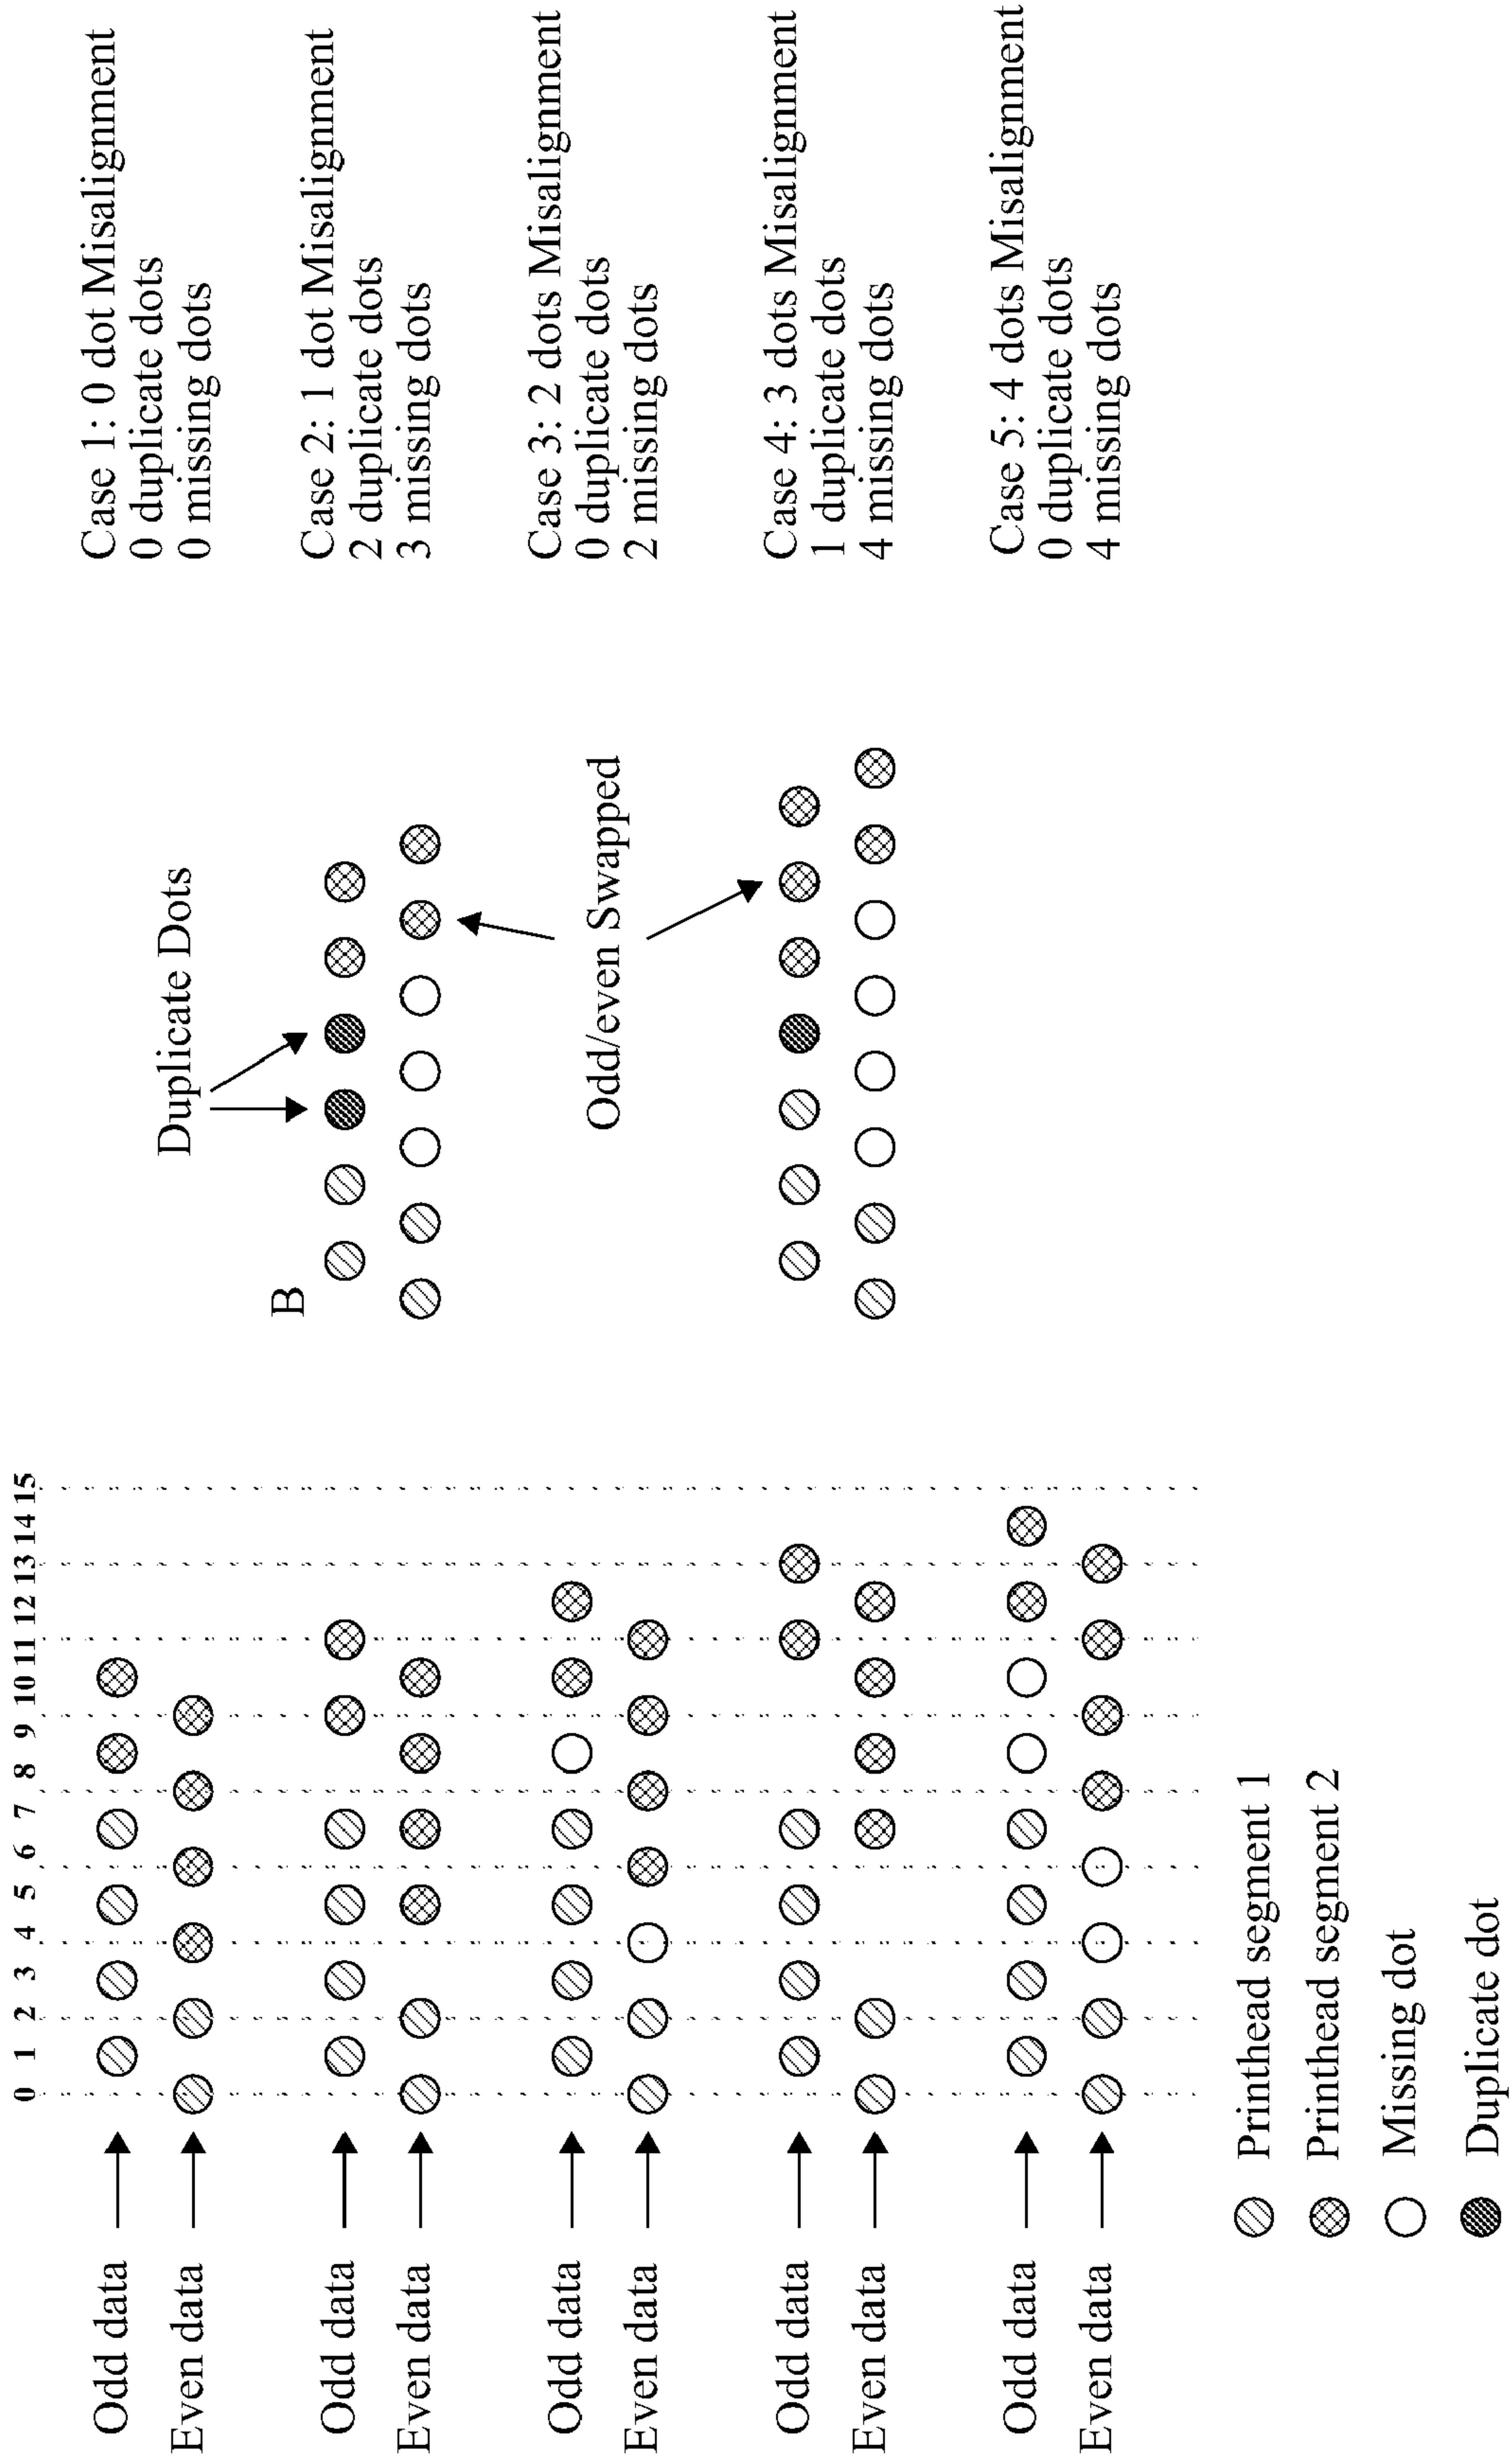 0 1 2 3 4 5 6 7 8 9 10 11 12 13 14 15
Odd data
Even data
Case 1: 0 dot Misalignment
0 duplicate dots
0 missing dots
Duplicate Dots
B
Odd data
Even data
Case 2: 1 dot Misalignment
2 duplicate dots
3 missing dots
Odd data
Even data
Case 3: 2 dots Misalignment
0 duplicate dots
2 missing dots
Odd/even Swapped
Odd data
Even data
Case 4: 3 dots Misalignment
1 duplicate dots
4 missing dots
Odd data
Even data
Case 5: 4 dots Misalignment
0 duplicate dots
4 missing dots
Printhead segment 1
Printhead segment 2
Missing dot
Duplicate dot